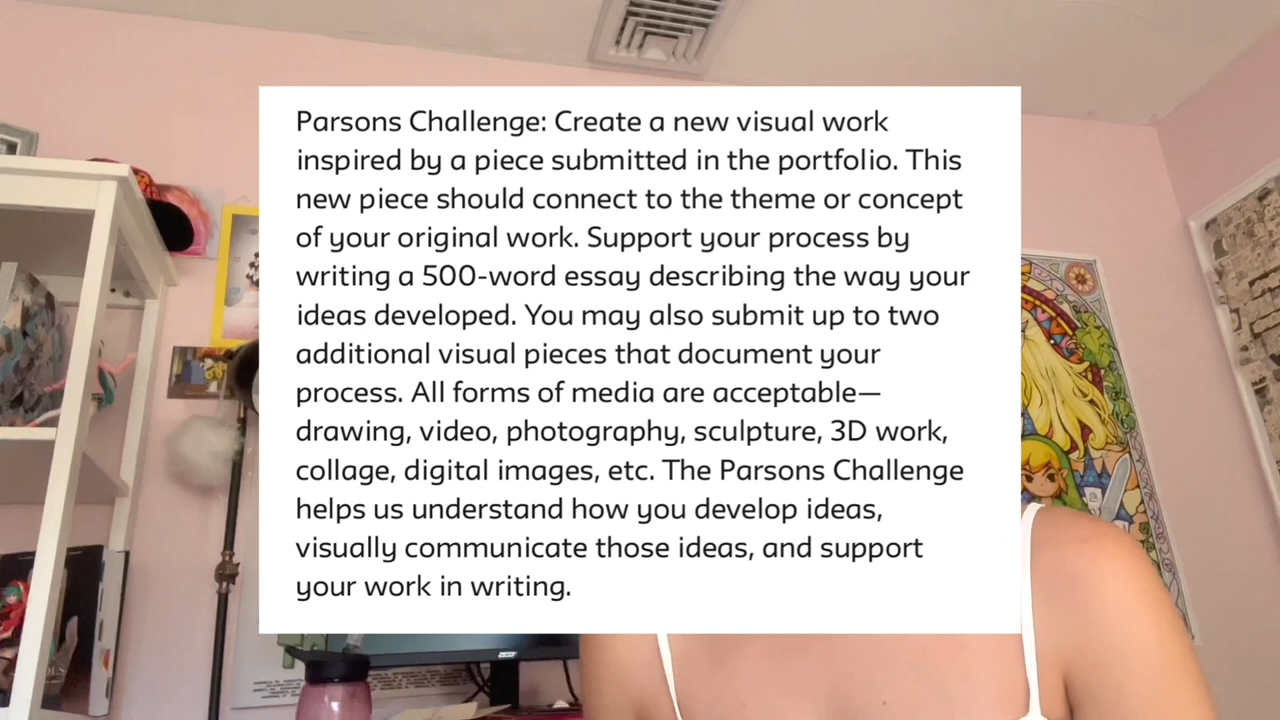 Parsons Challenge: Create a new visual work
inspired by a piece submitted in the portfolio. This
new piece should connect to the theme or concept
of your original work. Support your process by
writing a 500-word essay describing the way your
ideas developed. You may also submit up to two
additional visual pieces that document your
process. All forms of media are acceptable—
drawing, video, photography, sculpture, 3D work,
collage, digital images, etc. The Parsons Challenge
helps us understand how you develop ideas,
visually communicate those ideas, and support
your work in writing.
acer